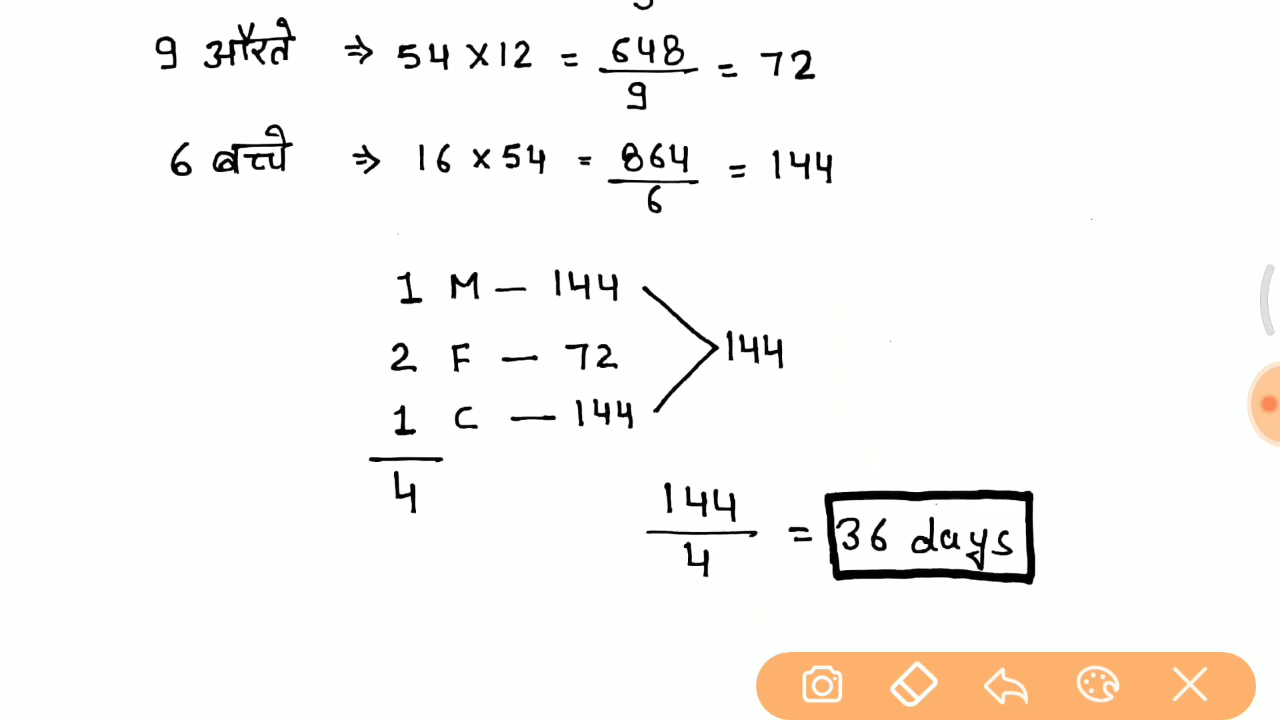 9 औरते ⇒ 54 × 12 = 648/9 = 72
6 बच्चे ⇒ 16 × 54 = 864/6 = 144
1 M — 144
2 F — 72
144
1 C — 144
4
144/4 = 36 days